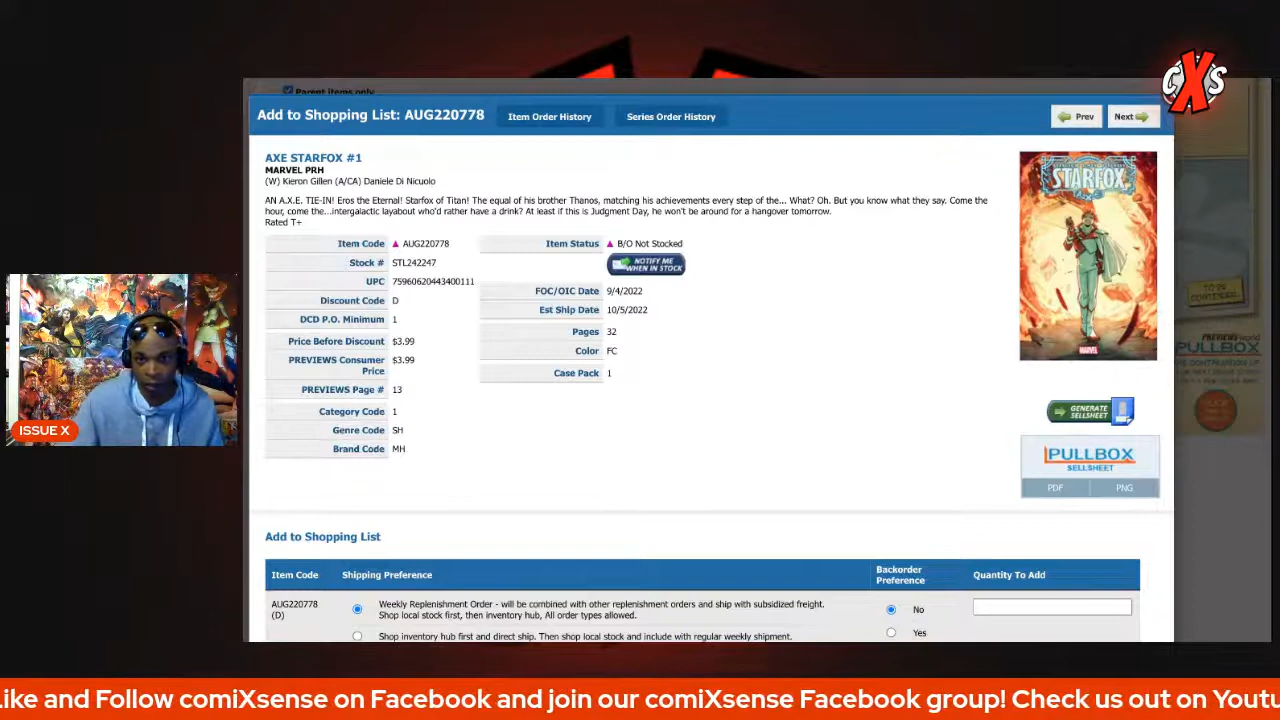 CXS
Parent items only
Add to Shopping List: AUG220778
Item Order History
Series Order History
Prev
Next
AXE STARFOX #1
MARVEL PRH
(W) Kieron Gillen (A/CA) Daniele Di Nicuolo
AN A.X.E. TIE-IN! Eros the Eternal! Starfox of Titan! The equal of his brother Thanos, matching his achievements every step of the... What? Oh. But you know what they say. Come the
hour, come the...intergalactic layabout who'd rather have a drink? At least if this is Judgment Day, he won't be around for a hangover tomorrow.
Rated T+
Item Code AUG220778
Stock # STL242247
UPC 75960620443400111
Discount Code D
DCD P.O. Minimum 1
Price Before Discount $3.99
PREVIEWS Consumer Price $3.99
PREVIEWS Page # 13
Category Code 1
Genre Code SH
Brand Code MH
Item Status B/O Not Stocked
NOTIFY ME
WHEN IN STOCK
FOC/OIC Date 9/4/2022
Est Ship Date 10/5/2022
Pages 32
Color FC
Case Pack 1
STARFOX
MARVEL
GENERATE
SELLSHEET
PULLBOX
SELLSHEET
PDF PNG
PREVIEWS world
PULLBOX
ISSUE X
Add to Shopping List
Item Code Shipping Preference Backorder Preference Quantity To Add
AUG220778
(D)
Weekly Replenishment Order - will be combined with other replenishment orders and ship with subsidized freight.
Shop local stock first, then inventory hub, All order types allowed.
No
Shop inventory hub first and direct ship. Then shop local stock and include with regular weekly shipment.
Yes
Like and Follow comiXsense on Facebook and join our comiXsense Facebook group! Check us out on Youtu